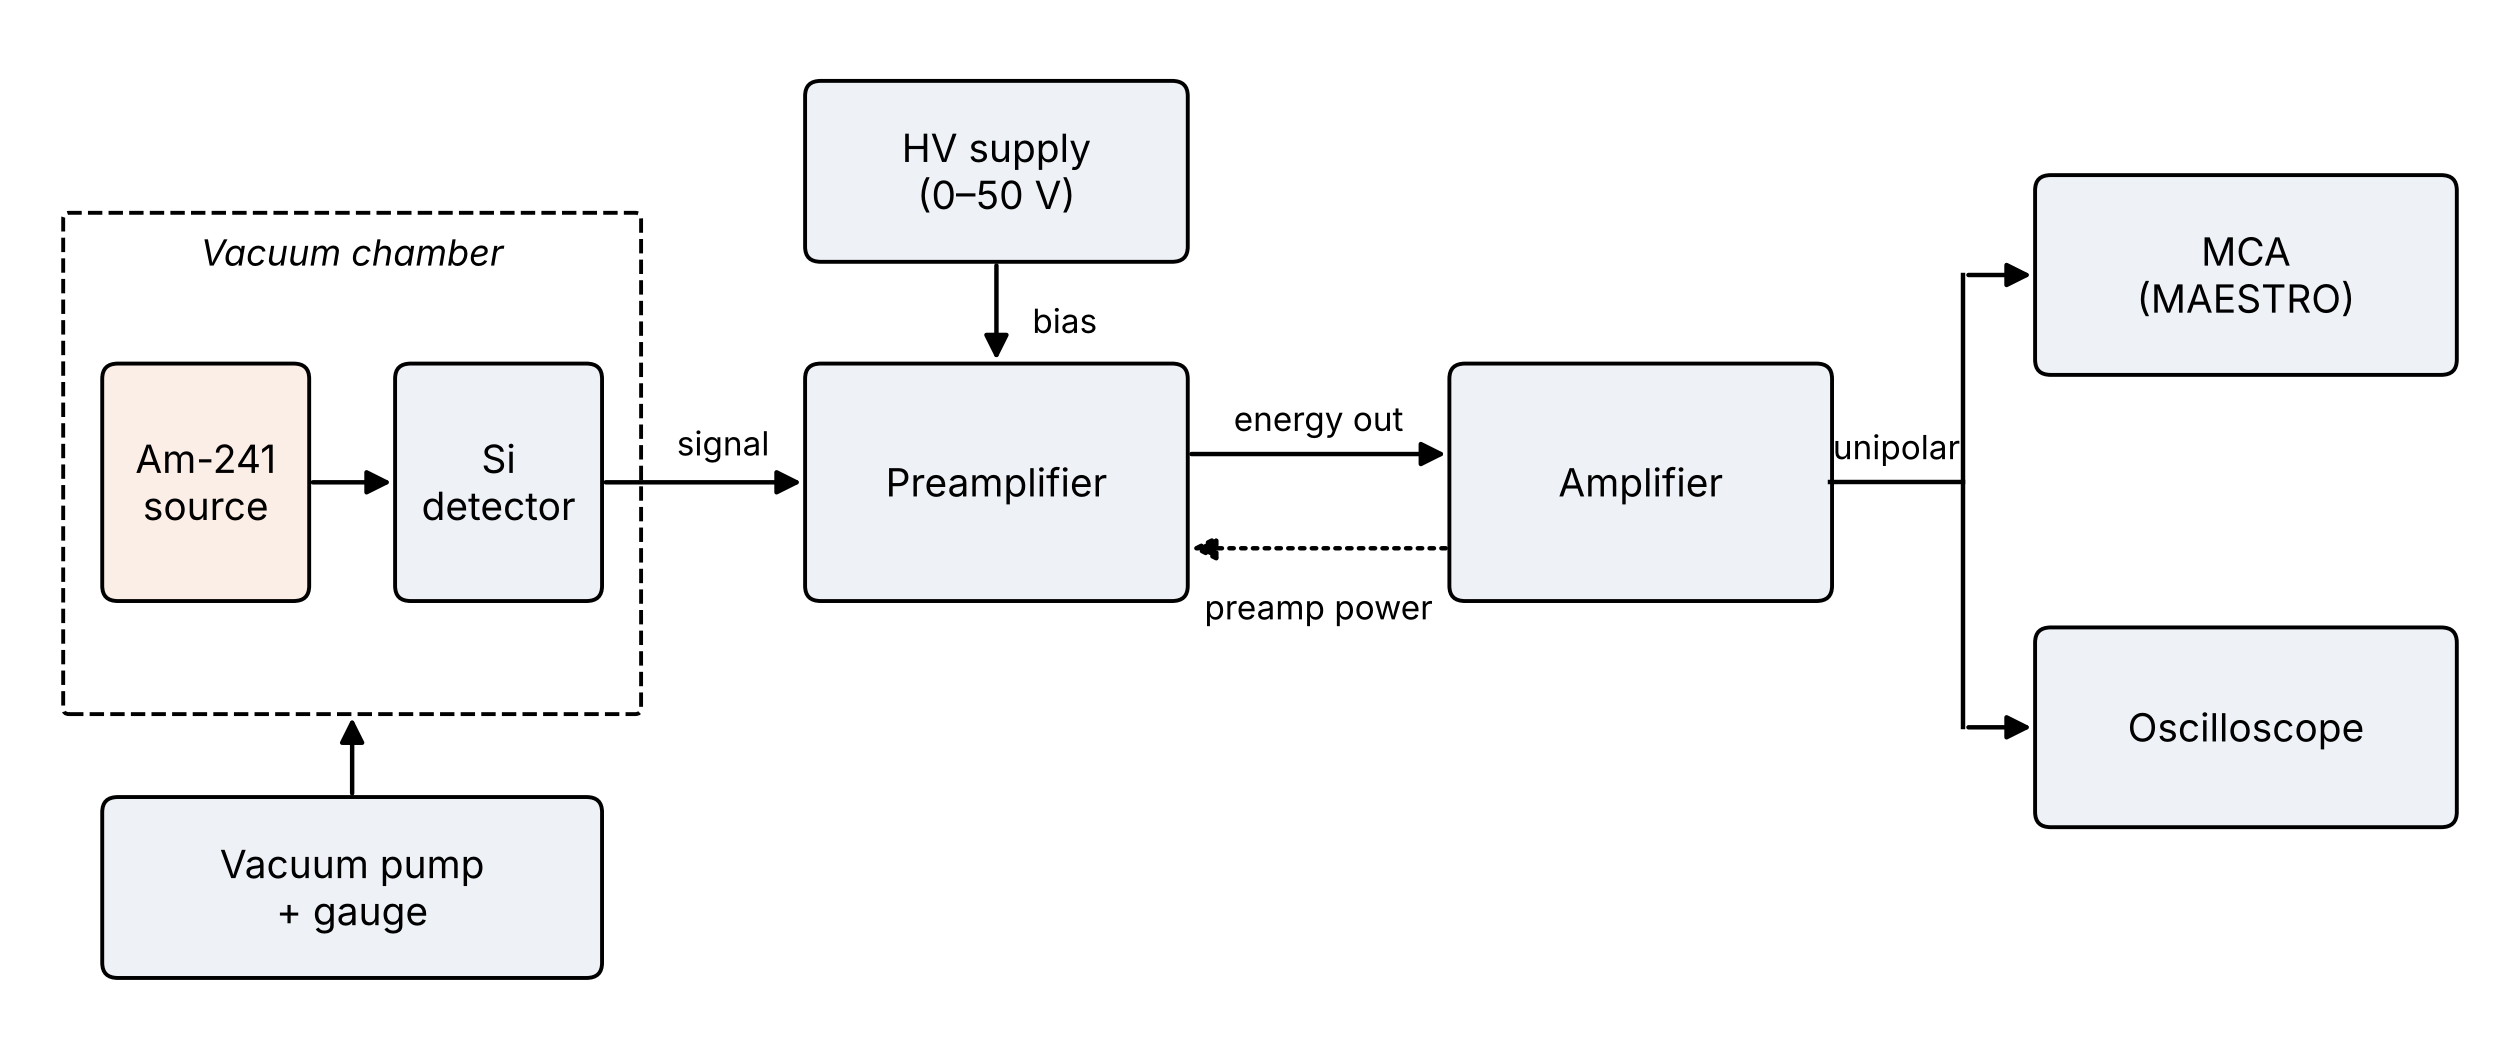 HV supply
(0–50 V)
Vacuum chamber
MCA
(MAESTRO)
bias
Am-241
source
Si
detector
signal
Preamplifier
energy out
Amplifier
unipolar
preamp power
Oscilloscope
Vacuum pump
+ gauge